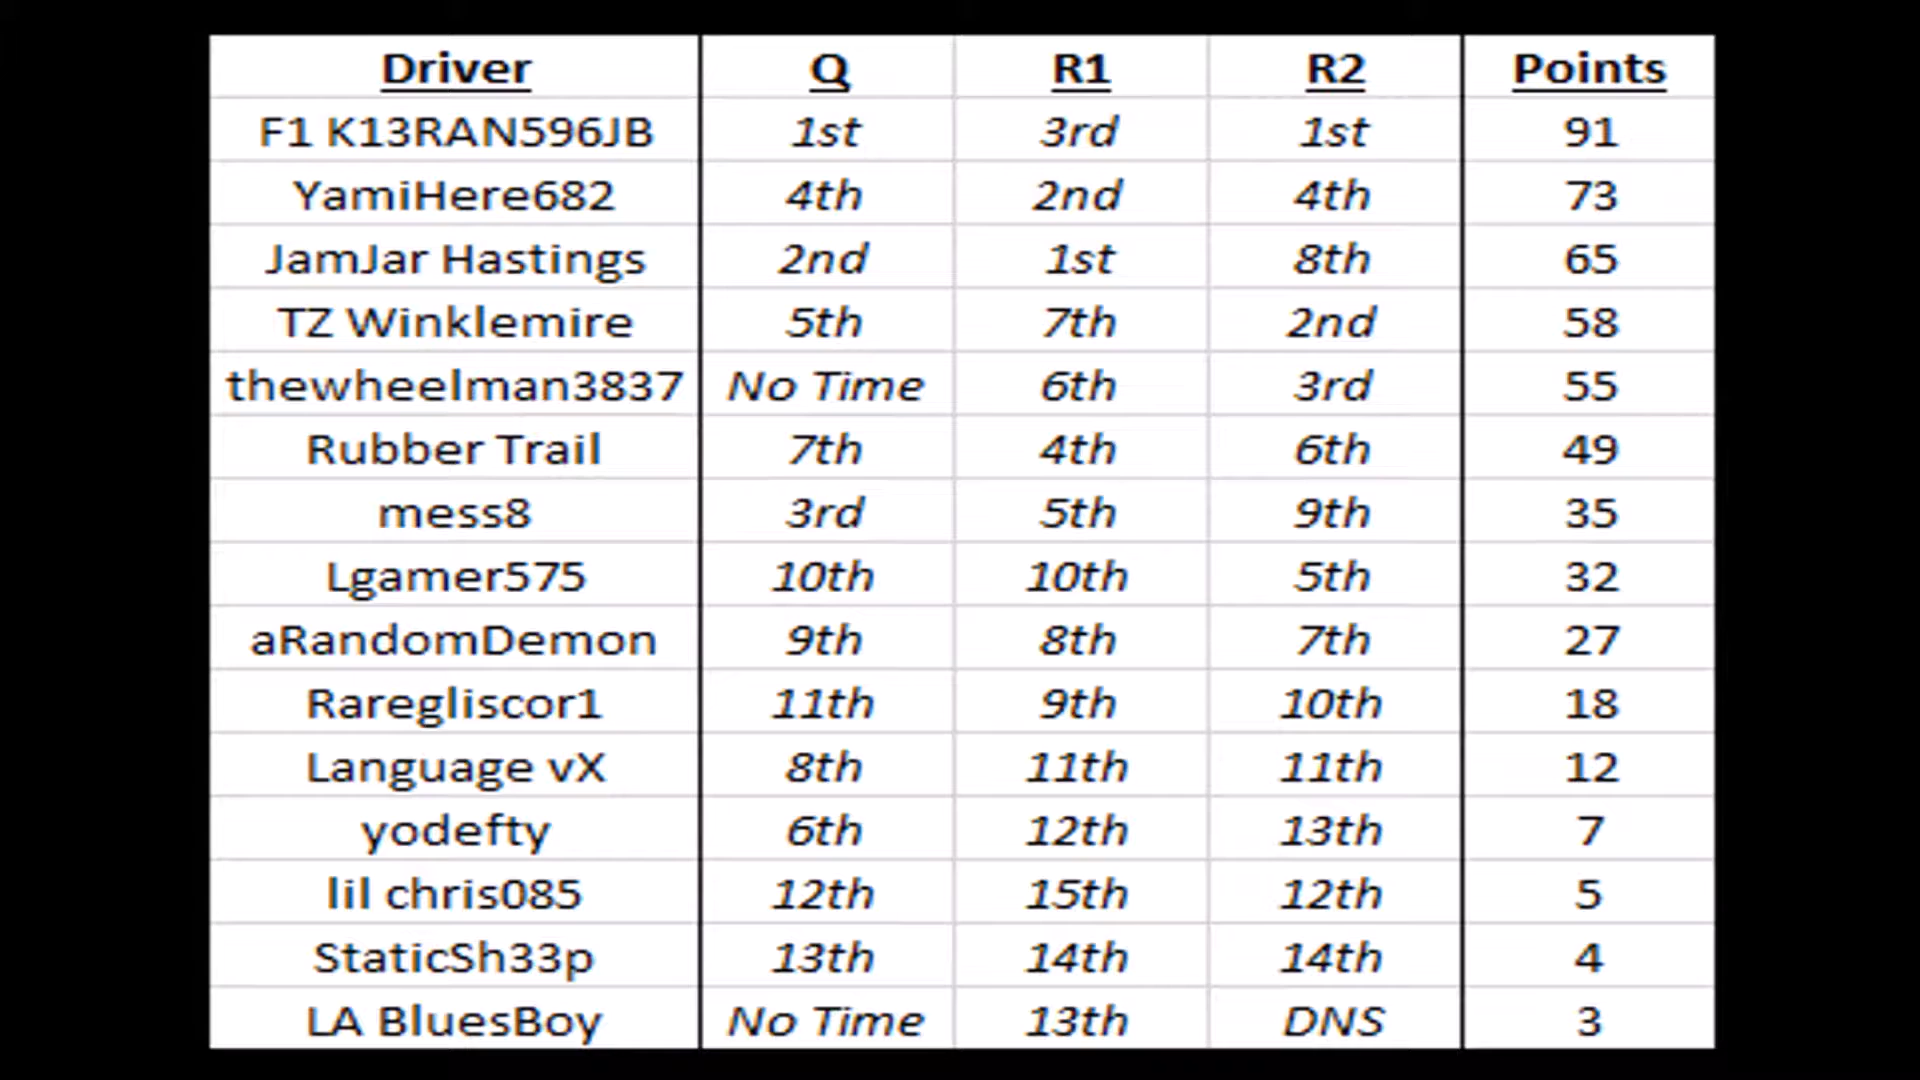 Driver Q R1 R2 Points
F1 K13RAN596JB 1st 3rd 1st 91
YamiHere682 4th 2nd 4th 73
JamJar Hastings 2nd 1st 8th 65
TZ Winklemire 5th 7th 2nd 58
thewheelman3837 No Time 6th 3rd 55
Rubber Trail 7th 4th 6th 49
mess8 3rd 5th 9th 35
Lgamer575 10th 10th 5th 32
aRandomDemon 9th 8th 7th 27
Raregliscor1 11th 9th 10th 18
Language vX 8th 11th 11th 12
yodefty 6th 12th 13th 7
lil chris085 12th 15th 12th 5
StaticSh33p 13th 14th 14th 4
LA BluesBoy No Time 13th DNS 3